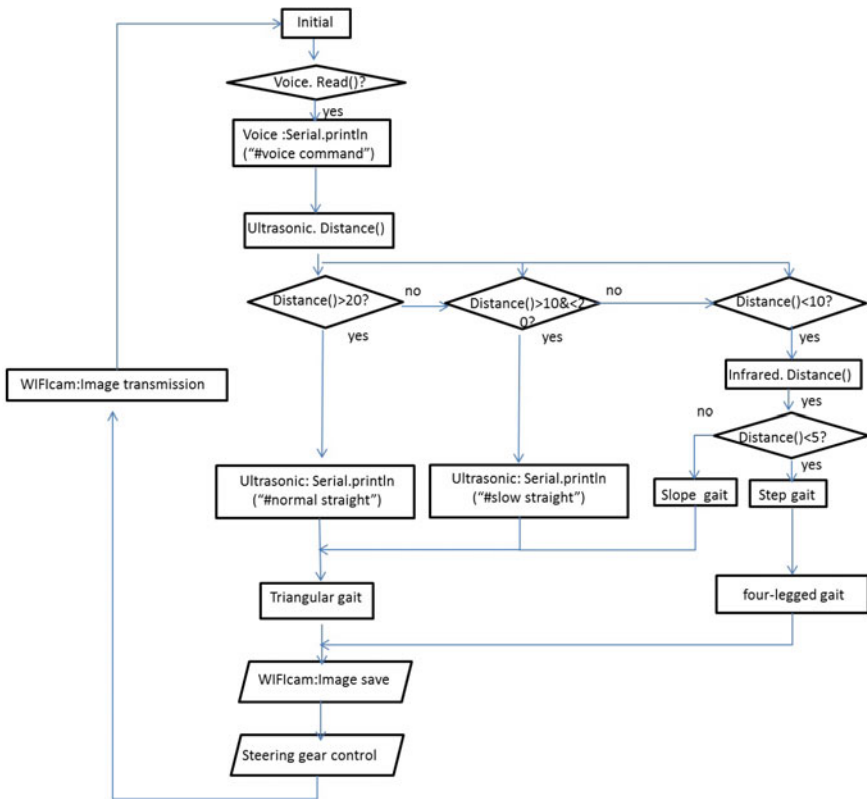 Initial
Voice. Read()?
yes
Voice :Serial.println
(“#voice command”)
Ultrasonic. Distance()
Distance()>20?
no
Distance()>10&<2
0?
no
Distance()<10?
yes
yes
yes
WIFIcam:Image transmission
Infrared. Distance()
yes
no
Distance()<5?
yes
Ultrasonic: Serial.println
(“#normal straight”)
Ultrasonic: Serial.println
(“#slow straight”)
Slope gait
Step gait
Triangular gait
four-legged gait
WIFIcam:Image save
Steering gear control